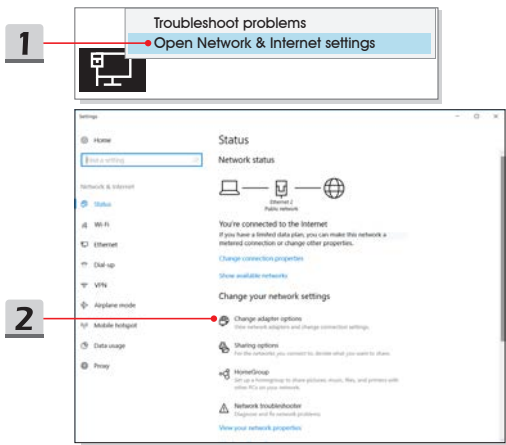 Troubleshoot problems
1
Open Network & Internet settings
Settings
Home
Find a setting
Network & Internet
Status
Wi-Fi
Ethernet
Dial-up
VPN
Airplane mode
Mobile hotspot
Data usage
Proxy
Status
Network status
Ethernet 2
Public network
You're connected to the Internet
If you have a limited data plan, you can make this network a
metered connection or change other properties.
Change connection properties
Show available networks
Change your network settings
2
Change adapter options
View network adapters and change connection settings.
Sharing options
For the networks you connect to, decide what you want to share.
HomeGroup
Set up a homegroup to share pictures, music, files, and printers with
other PCs on your network.
Network troubleshooter
Diagnose and fix network problems.
View your network properties